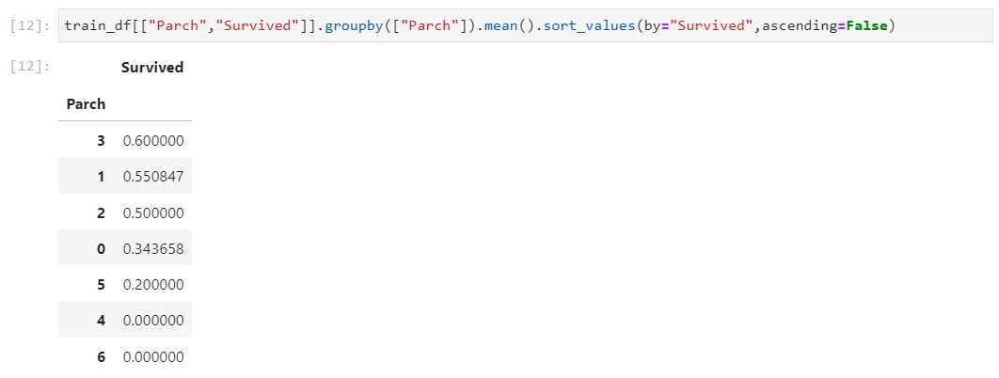 [12]: train_df[["Parch","Survived"]].groupby(["Parch"]).mean().sort_values(by="Survived",ascending=False)
[12]: Survived
Parch
3 0.600000
1 0.550847
2 0.500000
0 0.343658
5 0.200000
4 0.000000
6 0.000000